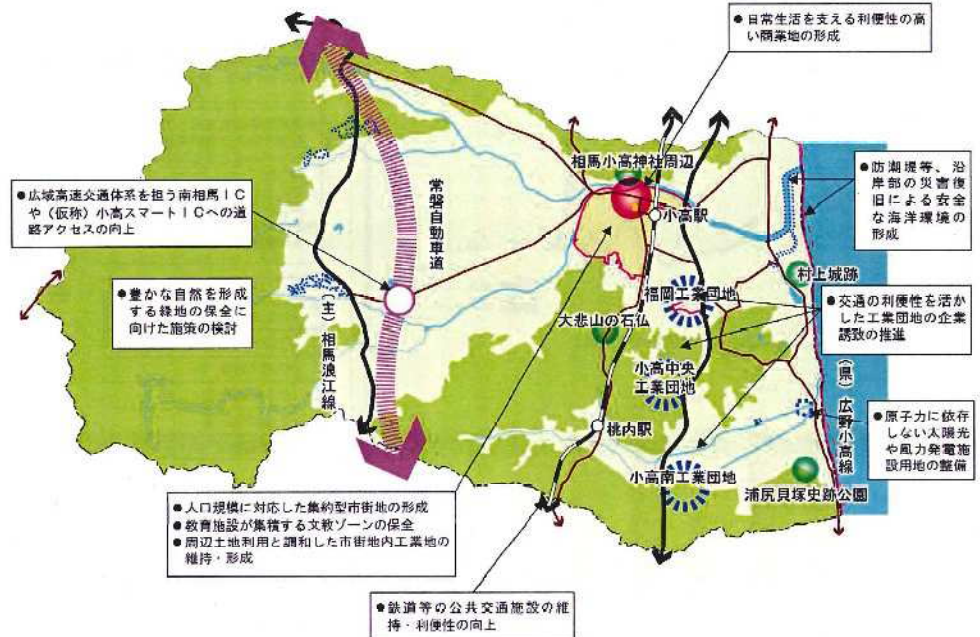 ●日常生活を支える利便性の高
い商業地の形成
相馬小高神社周辺
小高駅
●防潮堤等、沿
岸部の災害復
旧による安全
な海洋環境の
形成
●広域高速交通体系を担う南相馬IC
や(仮称)小高スマートICへの道
路アクセスの向上
常磐自動車道
村上城跡
●豊かな自然を形成
する緑地の保全に
向けた施策の検討
(主)相馬浪江線
福岡工業団地
大悲山の石仏
●交通の利便性を活か
した工業団地の企業
誘致の推進
小高中央
工業団地
(県)広野小高線
桃内駅
●原子力に依存
しない太陽光
や風力発電施
設用地の整備
小高南工業団地
浦尻貝塚史跡公園
●人口規模に対応した集約型市街地の形成
●教育施設が集積する文教ゾーンの保全
●周辺土地利用と調和した市街地内工業地の
維持・形成
●鉄道等の公共交通施設の維
持・利便性の向上